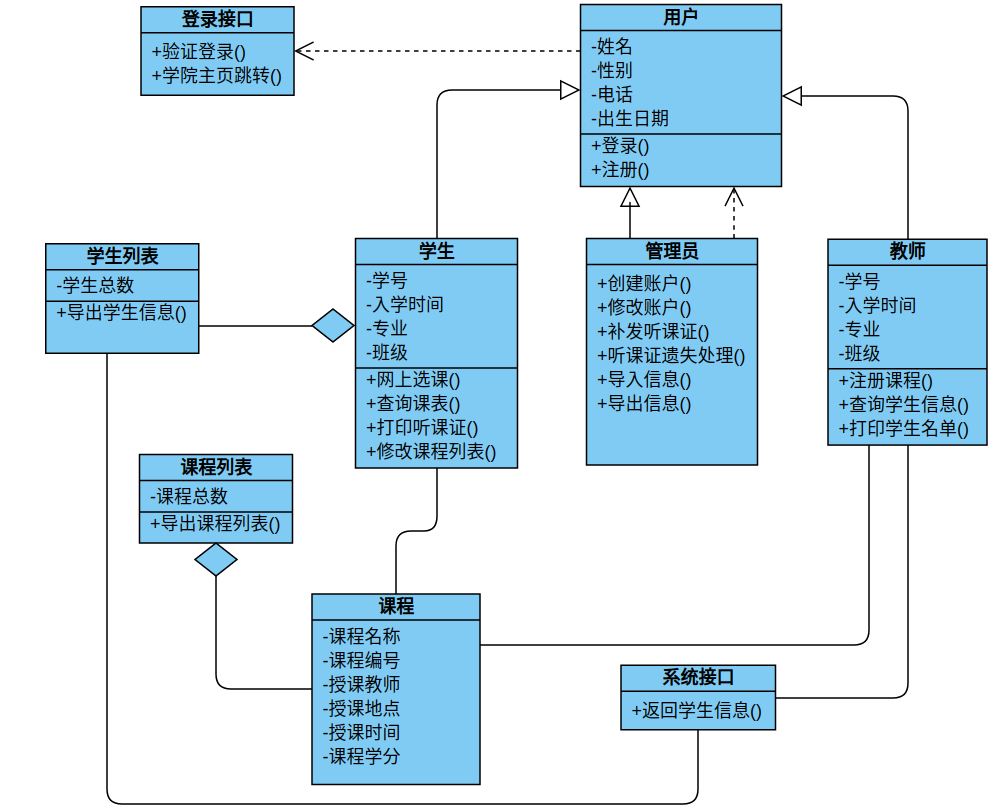 登录接口
+验证登录()
+学院主页跳转()
用户
-姓名
-性别
-电话
-出生日期
+登录()
+注册()
学生列表
-学生总数
+导出学生信息()
学生
-学号
-入学时间
-专业
-班级
+网上选课()
+查询课表()
+打印听课证()
+修改课程列表()
管理员
+创建账户()
+修改账户()
+补发听课证()
+听课证遗失处理()
+导入信息()
+导出信息()
教师
-学号
-入学时间
-专业
-班级
+注册课程()
+查询学生信息()
+打印学生名单()
课程列表
-课程总数
+导出课程列表()
课程
-课程名称
-课程编号
-授课教师
-授课地点
-授课时间
-课程学分
系统接口
+返回学生信息()